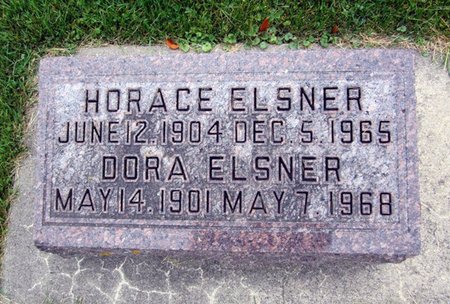 HORACE ELSNER
JUNE 12. 1904 DEC. 5. 1965
DORA ELSNER
MAY 14. 1901 MAY 7. 1968